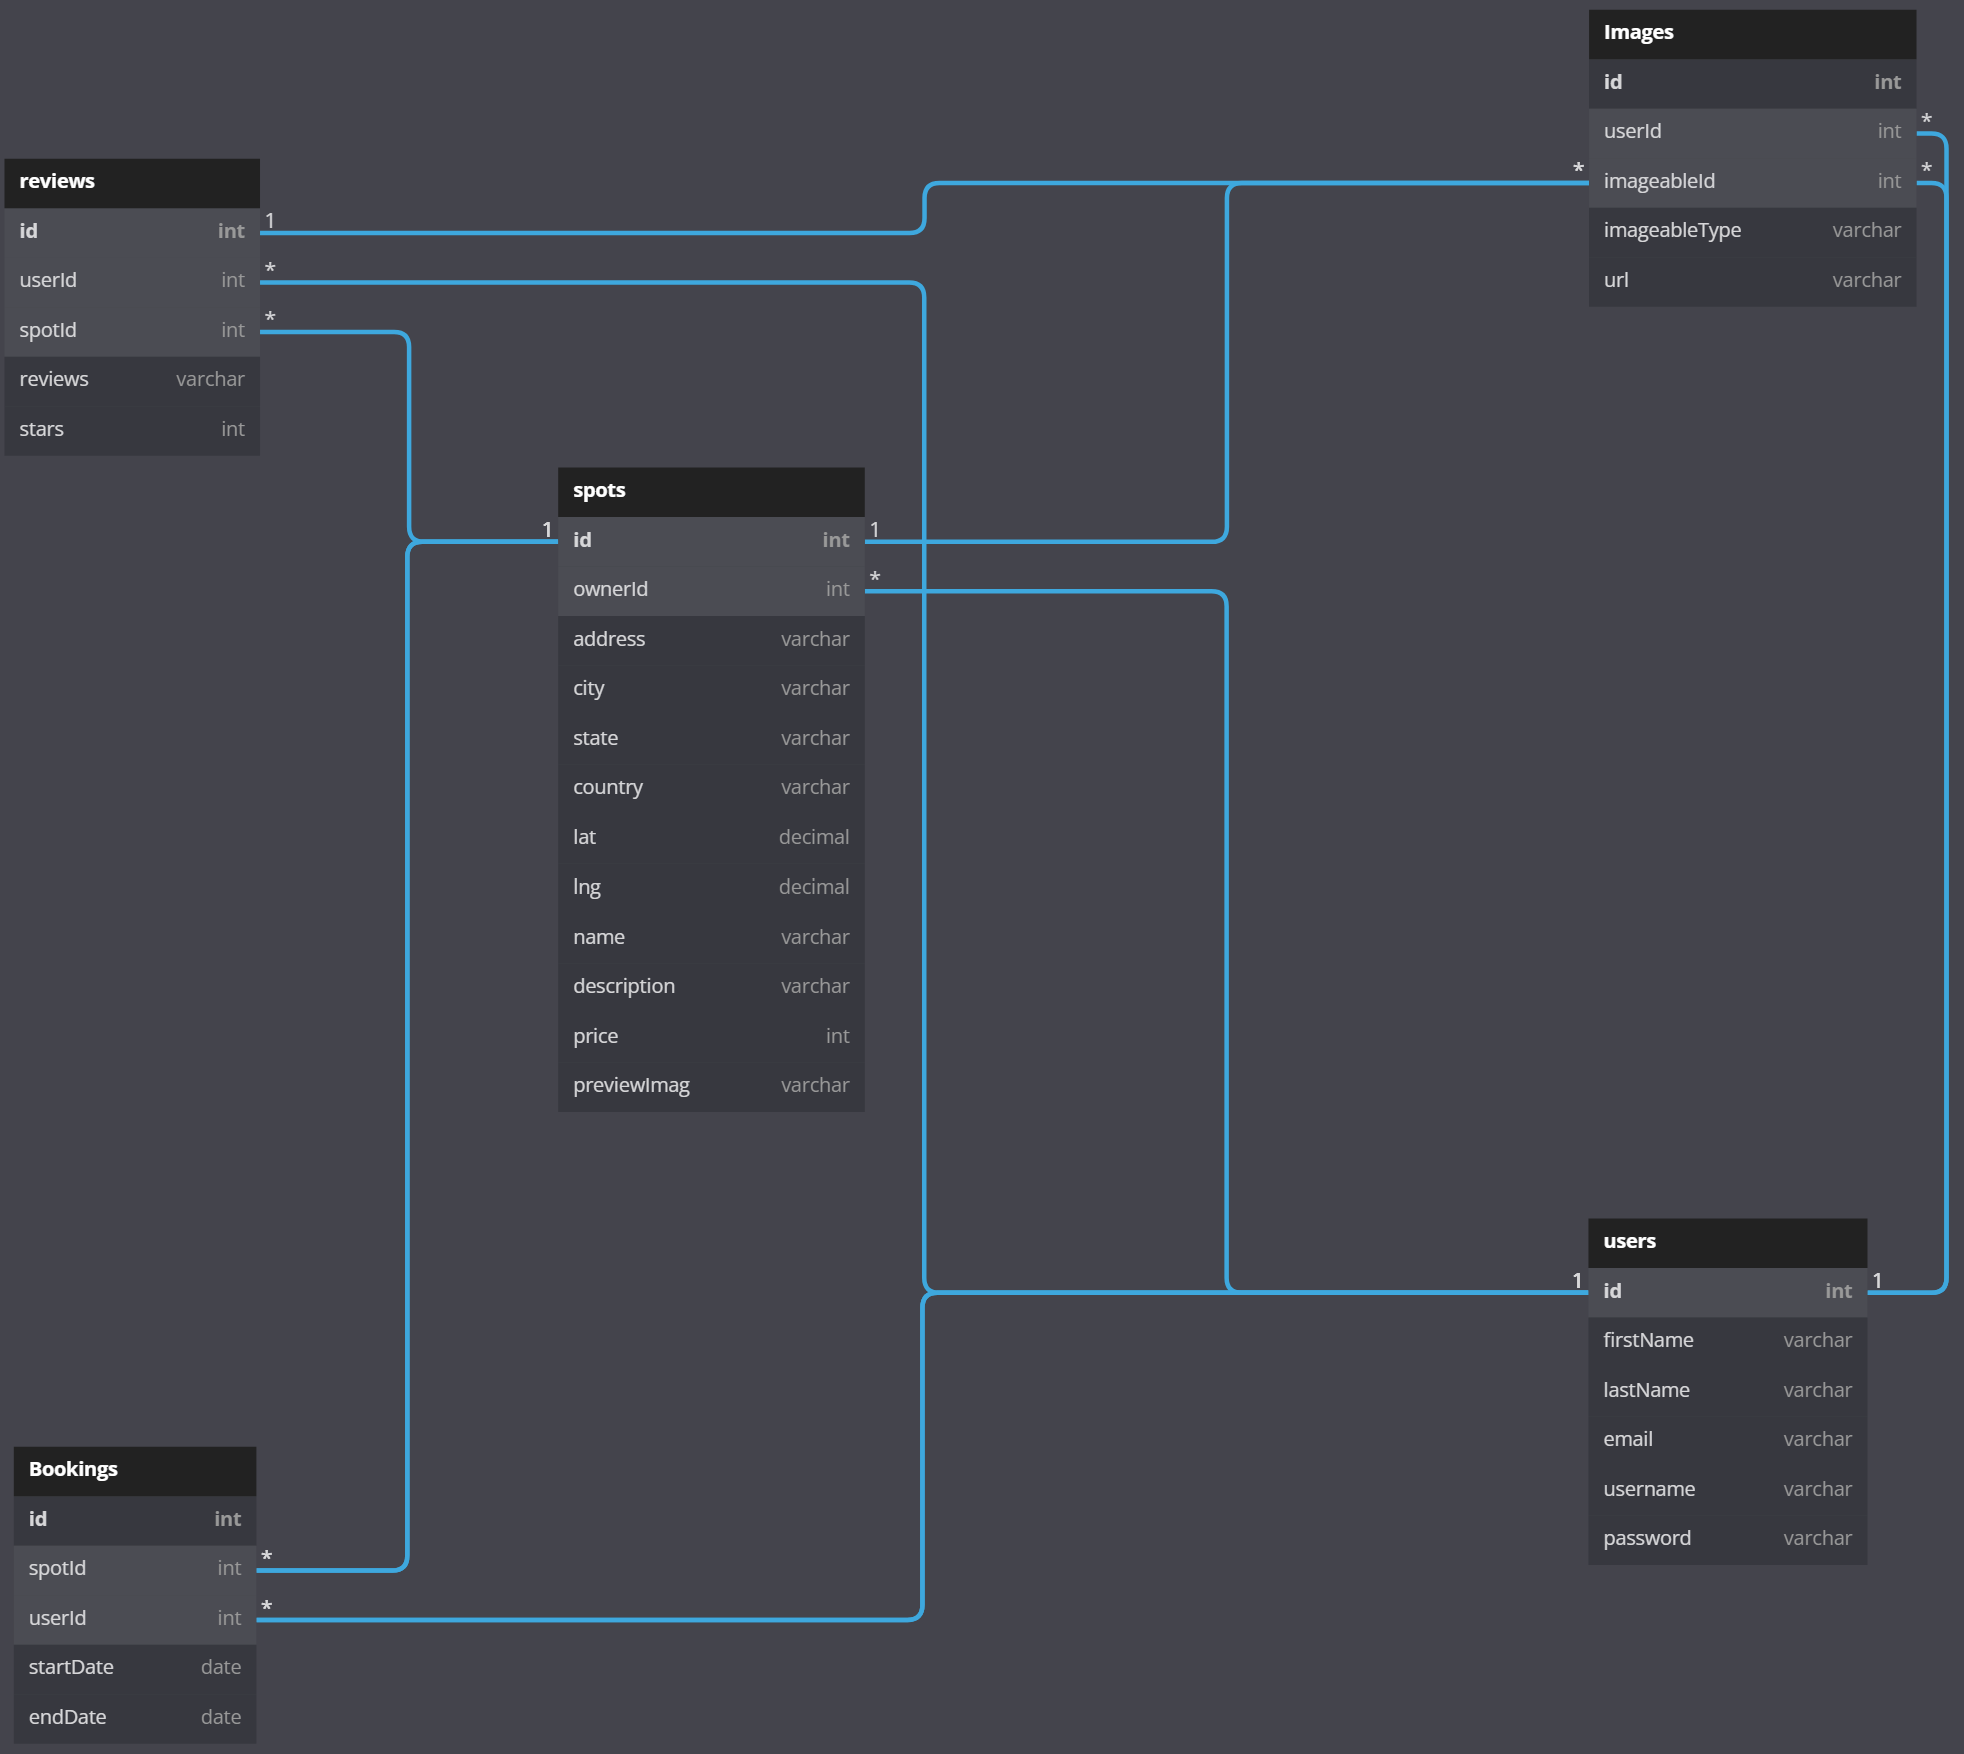 Images
id int
userId int *
* imageableId int *
imageableType varchar
url varchar
reviews
id int 1
userId int *
spotId int *
reviews varchar
stars int
spots
1 id int 1
ownerId int *
address varchar
city varchar
state varchar
country varchar
lat decimal
lng decimal
name varchar
description varchar
price int
previewImag varchar
users
1 id int 1
firstName varchar
lastName varchar
email varchar
username varchar
password varchar
Bookings
id int
spotId int *
userId int *
startDate date
endDate date